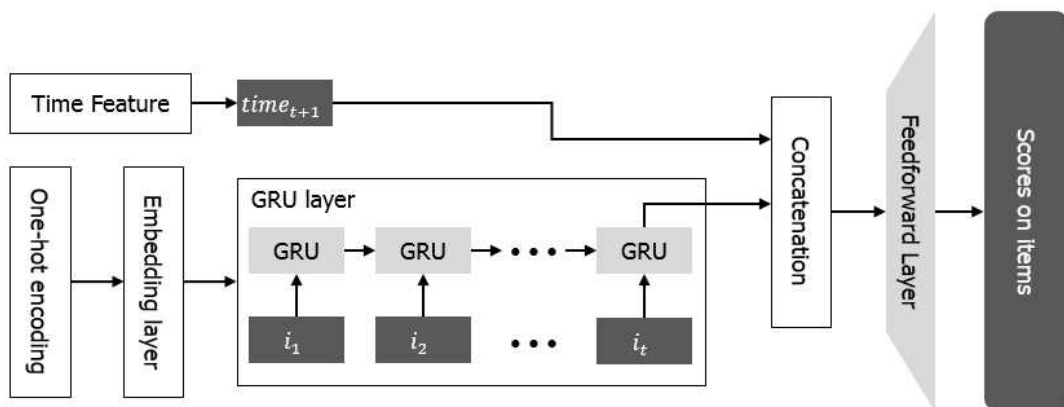 Time Feature
time_{t+1}
One-hot encoding
Embedding layer
GRU layer
GRU
GRU
• • •
GRU
i_1
i_2
• • •
i_t
Concatenation
Feedforward Layer
Scores on items